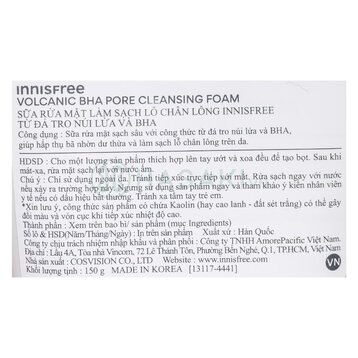 innisfree
VOLCANIC BHA PORE CLEANSING FOAM
SỮA RỬA MẶT LÀM SẠCH LỖ CHÂN LÔNG INNISFREE
TỪ ĐÁ TRO NÚI LỬA VÀ BHA
Công dụng : Sữa rửa mặt sạch sâu với công thức từ đá tro núi lửa và BHA,
giúp hấp thụ bã nhờn dư thừa và làm sạch lỗ chân lông trên da.
HDSD : Cho một lượng sản phẩm thích hợp lên tay ướt và xoa đều để tạo bọt. Sau khi
mát-xa, rửa mặt sạch với nước ấm.
*Chỉ sử dụng ngoài da. Tránh tiếp xúc trực tiếp với mắt. Rửa sạch ngay với nước
nếu xảy ra trường hợp Ngưng sử dụng sản phẩm ngay và tham khảo ý kiến nhân viên
y tế nếu có dấu hiệu bất thường. Tránh xa tầm tay trẻ em.
*Xin lưu ý, công thức sản phẩm có chứa Kaolin (hay còn gọi là cao lanh - đất sét trắng) có thể gây
đổi màu và vón cục khi tiếp xúc nhiệt độ cao.
Thành phần : Xem trên bao bì sản phẩm
Số lô & HSD(Năm/Tháng/Ngày) : In trên sản phẩm Xuất xứ : Hàn Quốc
Công ty chịu trách nhiệm nhập khẩu và phân phối : Công ty TNHH AmorePacific Việt Nam.
Địa chỉ : Lầu 4A, Tòa nhà Vincom, 72 Lê Thánh Tôn, Phường Bến Nghé, Q.1, TP.HCM, Việt Nam
Nhà sản xuất : COSVISION CO., LTD Website : www.innisfree.com
Khối lượng tịnh : 150 g MADE IN KOREA [13117-4441]
VN